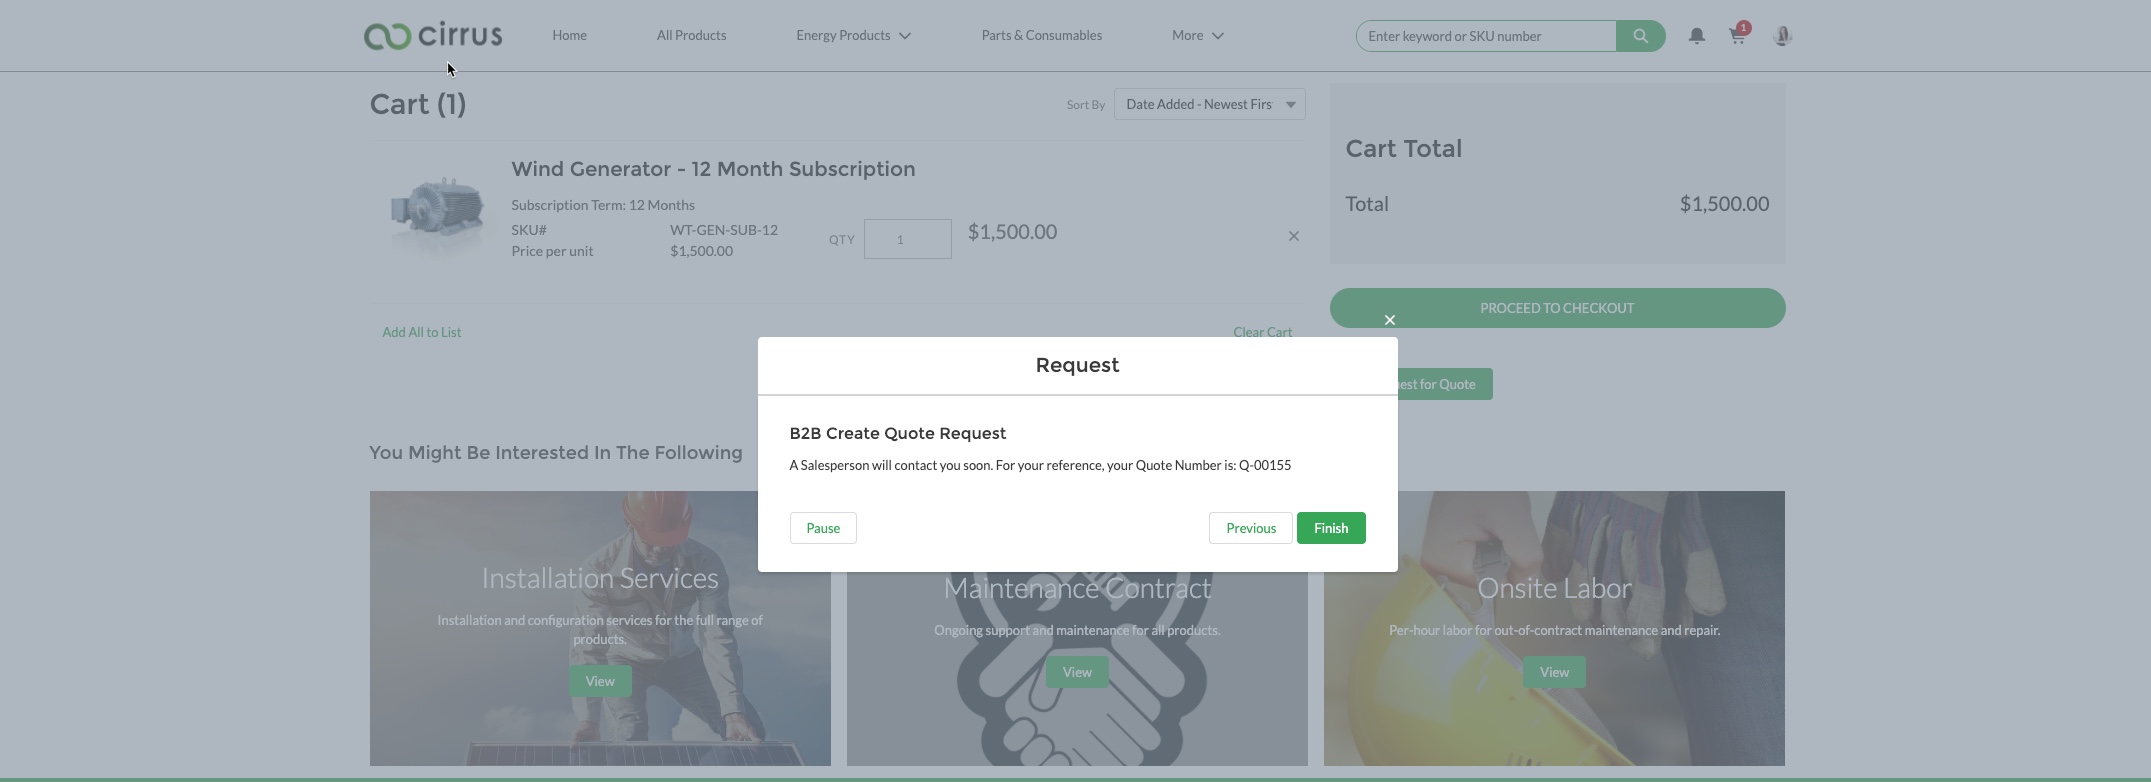 cirrus
Home
All Products
Energy Products
Parts & Consumables
More
Enter keyword or SKU number
1
Cart (1)
Sort By
Date Added - Newest Firs
Wind Generator - 12 Month Subscription
Subscription Term: 12 Months
SKU# WT-GEN-SUB-12
Price per unit $1,500.00
QTY 1
$1,500.00
Add All to List
Clear Cart
Cart Total
Total $1,500.00
PROCEED TO CHECKOUT
est for Quote
Request
B2B Create Quote Request
A Salesperson will contact you soon. For your reference, your Quote Number is: Q-00155
Pause
Previous
Finish
You Might Be Interested In The Following
Installation Services
Installation and configuration services for the full range of
products.
View
Maintenance Contract
Ongoing support and maintenance for all products.
View
Onsite Labor
Per-hour labor for out-of-contract maintenance and repair.
View